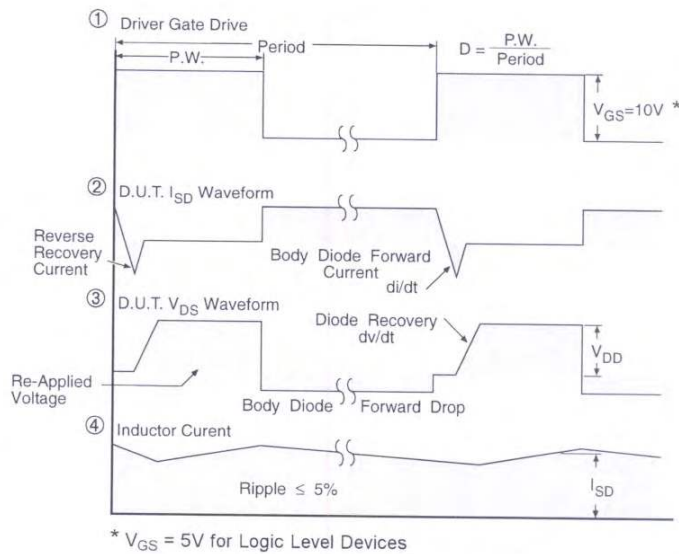 ① Driver Gate Drive
P.W.
Period
D = P.W.
Period
VGS=10V *
② D.U.T. ISD Waveform
Reverse
Recovery
Current
Body Diode Forward
Current
di/dt
③ D.U.T. VDS Waveform
Diode Recovery
dv/dt
VDD
Re-Applied
Voltage
Body Diode Forward Drop
④ Inductor Curent
Ripple ≤ 5%
ISD
* VGS = 5V for Logic Level Devices